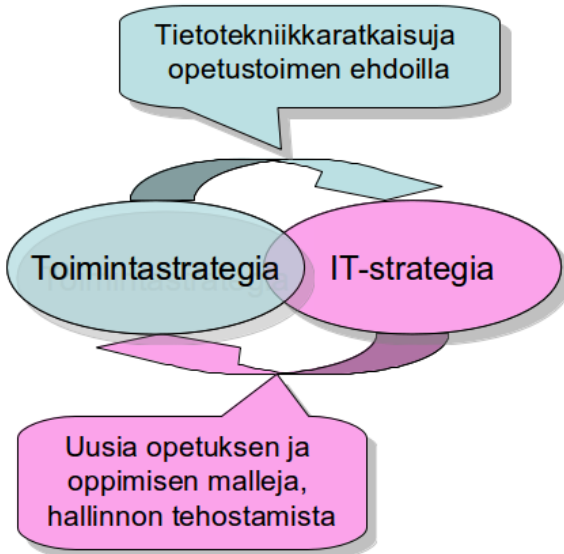 Tietotekniikkaratkaisuja
opetustoimen ehdoilla
Toimintastrategia
IT-strategia
Uusia opetuksen ja
oppimisen malleja,
hallinnon tehostamista